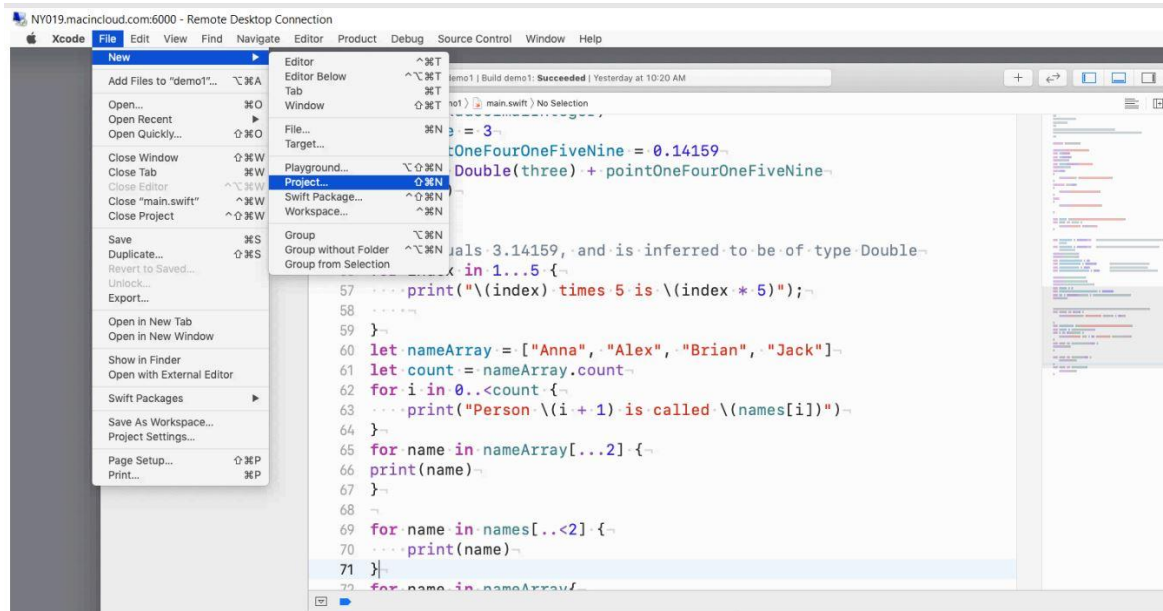 NY019.macincloud.com:6000 - Remote Desktop Connection
Xcode File Edit View Find Navigate Editor Product Debug Source Control Window Help
New
Add Files to "demo1"... ⌥⌘A
Open... ⌘O
Open Recent
Open Quickly... ⇧⌘O
Close Window ⇧⌘W
Close Tab ⌘W
Close Editor ^⌥⌘W
Close "main.swift" ^⌘W
Close Project ^⇧⌘W
Save ⌘S
Duplicate... ⇧⌘S
Revert to Saved...
Unlock...
Export...
Open in New Tab
Open in New Window
Show in Finder
Open with External Editor
Swift Packages
Save As Workspace...
Project Settings...
Page Setup... ⇧⌘P
Print... ⌘P
Editor ^⌘T
Editor Below ^⌥⌘T
Tab ⌘T
Window ⇧⌘T
File... ⌘N
Target...
Playground... ⌥⇧⌘N
Project... ⇧⌘N
Swift Package... ^⇧⌘N
Workspace... ^⌘N
Group ⌥⌘N
Group without Folder ^⌥⌘N
Group from Selection
demo1 | Build demo1: Succeeded | Yesterday at 10:20 AM
main.swift 〉 No Selection
= 3
OneFourOneFiveNine = 0.14159
Double(three) + pointOneFourOneFiveNine
)
uals 3.14159, and is inferred to be of type Double
in 1...5 {
57 print("\(index) times 5 is \(index * 5)");
58
59 }
60 let nameArray = ["Anna", "Alex", "Brian", "Jack"]
61 let count = nameArray.count
62 for i in 0..<count {
63 print("Person \(i + 1) is called \(names[i])")
64 }
65 for name in nameArray[...2] {
66 print(name)
67 }
68
69 for name in names[..<2] {
70 print(name)
71 }
72 for name in nameArray{